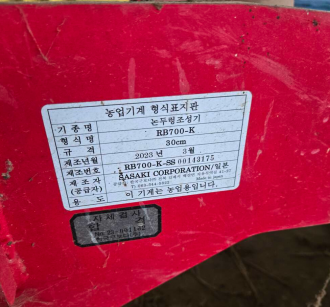 농업기계 형식표지판
기종명 논두렁조성기
형식명 RB700-K
규격 30cm
제조년월 2023년 3월
제조번호 RB700-K-SS 00143175
제조자 SASAKI CORPORATION/일본
(공급자)
용도 이 기계는 농업용입니다.
합격